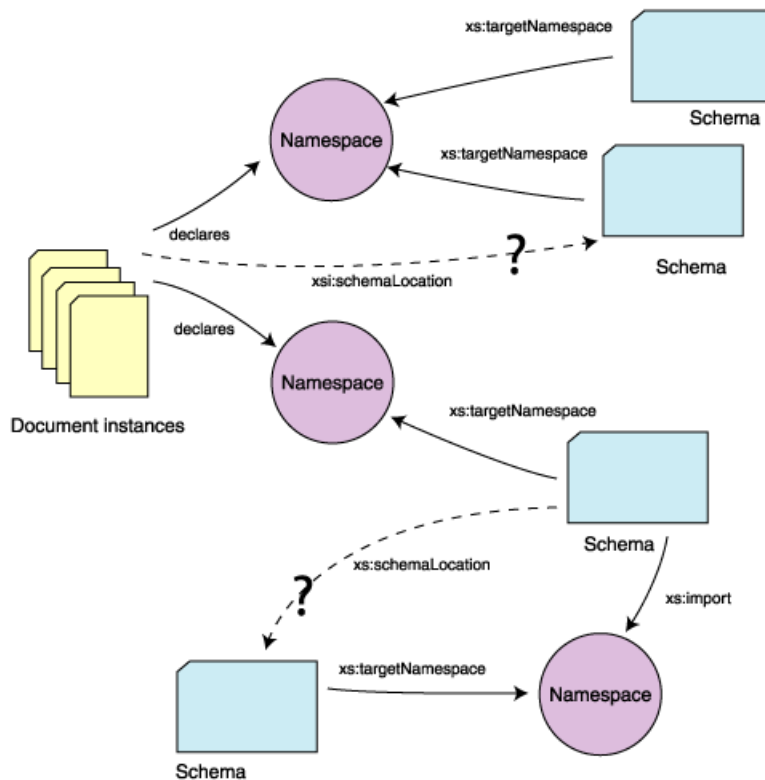 xs:targetNamespace
Schema
Namespace
xs:targetNamespace
declares
?
xsi:schemaLocation
Schema
declares
Namespace
Document instances
xs:targetNamespace
Schema
xs:schemaLocation
?
xs:import
xs:targetNamespace
Namespace
Schema